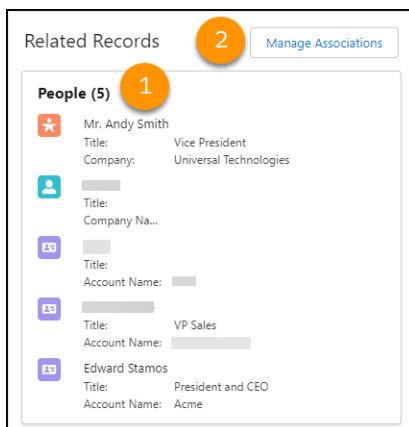 Related Records
2
Manage Associations
People (5)
1
Mr. Andy Smith
Title: Vice President
Company: Universal Technologies
Title:
Company Na...
Title:
Account Name:
Title: VP Sales
Account Name:
Edward Stamos
Title: President and CEO
Account Name: Acme